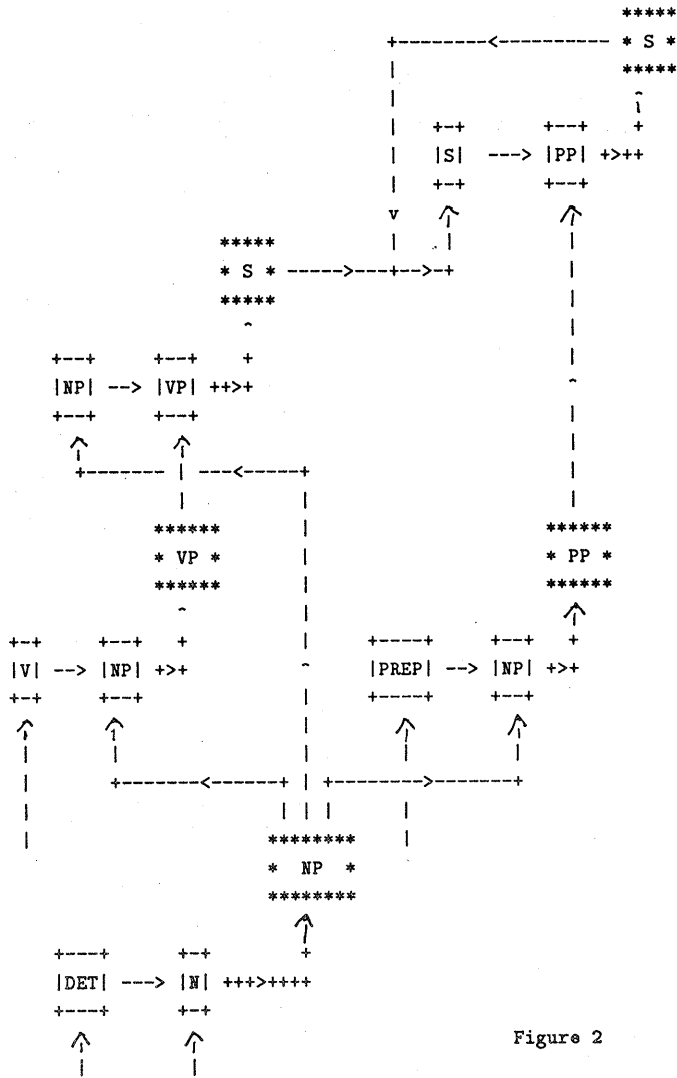 * S *
|S| ---> |PP| +>++
* S *
|NP| --> |VP| ++>+
* VP *
* PP *
|V| --> |NP| +>+
|PREP| --> |NP| +>+
* NP *
|DET| ---> |N| +++>++++
Figure 2